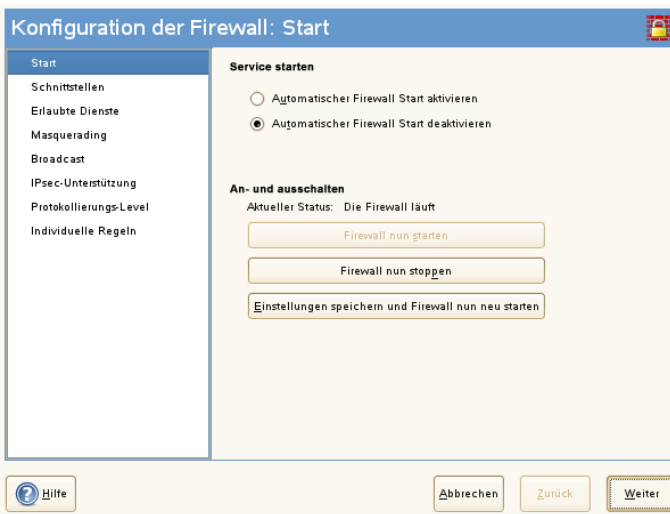 Konfiguration der Firewall: Start
Start
Schnittstellen
Erlaubte Dienste
Masquerading
Broadcast
IPsec-Unterstützung
Protokollierungs-Level
Individuelle Regeln
Service starten
Automatischer Firewall Start aktivieren
Automatischer Firewall Start deaktivieren
An- und ausschalten
Aktueller Status: Die Firewall läuft
Firewall nun starten
Firewall nun stoppen
Einstellungen speichern und Firewall nun neu starten
Hilfe
Abbrechen
Zurück
Weiter